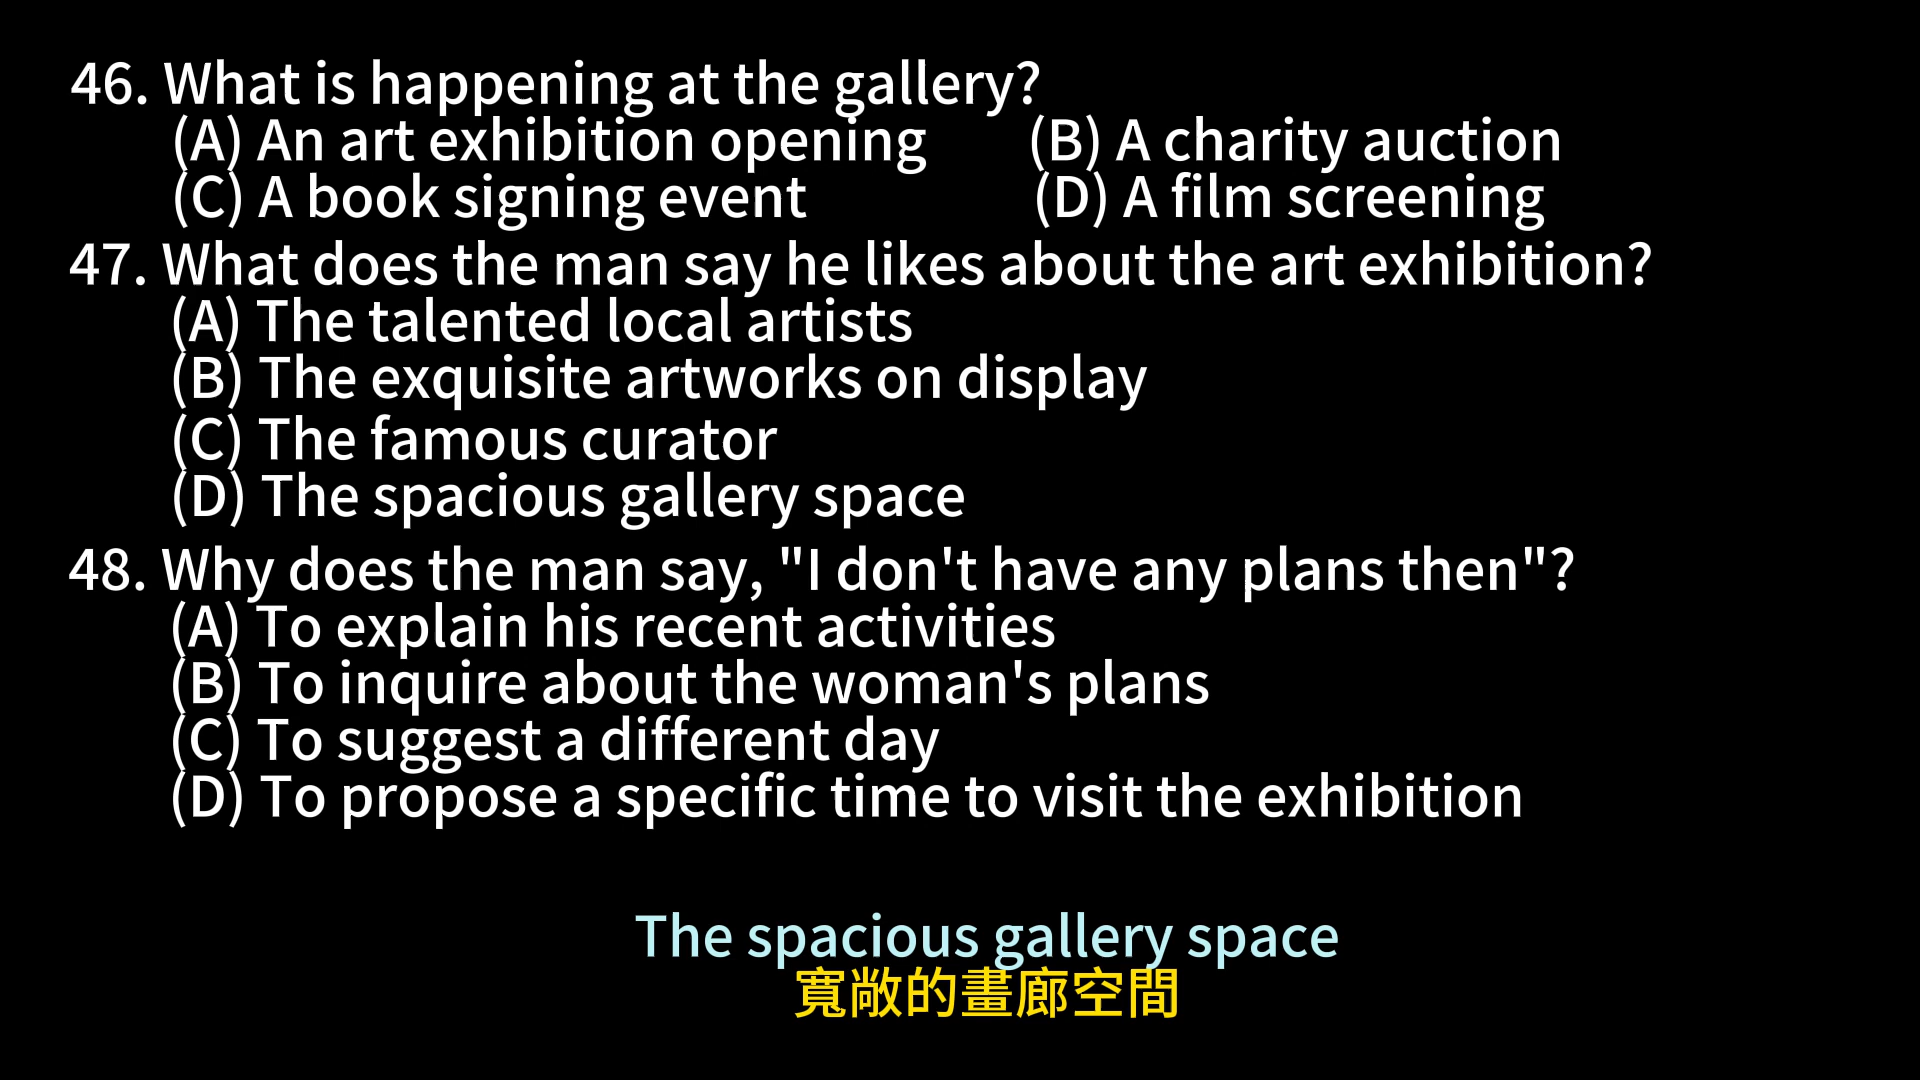 46. What is happening at the gallery?
(A) An art exhibition opening (B) A charity auction
(C) A book signing event (D) A film screening
47. What does the man say he likes about the art exhibition?
(A) The talented local artists
(B) The exquisite artworks on display
(C) The famous curator
(D) The spacious gallery space
48. Why does the man say, "I don't have any plans then"?
(A) To explain his recent activities
(B) To inquire about the woman's plans
(C) To suggest a different day
(D) To propose a specific time to visit the exhibition
The spacious gallery space
寬敞的畫廊空間